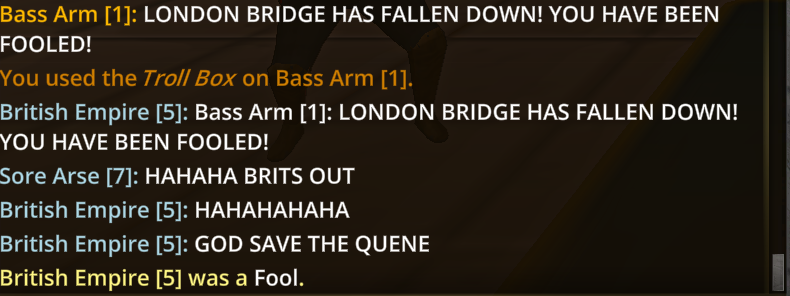 Bass Arm [1]: LONDON BRIDGE HAS FALLEN DOWN! YOU HAVE BEEN
FOOLED!
You used the Troll Box on Bass Arm [1].
British Empire [5]: Bass Arm [1]: LONDON BRIDGE HAS FALLEN DOWN!
YOU HAVE BEEN FOOLED!
Sore Arse [7]: HAHAHA BRITS OUT
British Empire [5]: HAHAHAHAHA
British Empire [5]: GOD SAVE THE QUENE
British Empire [5] was a Fool.